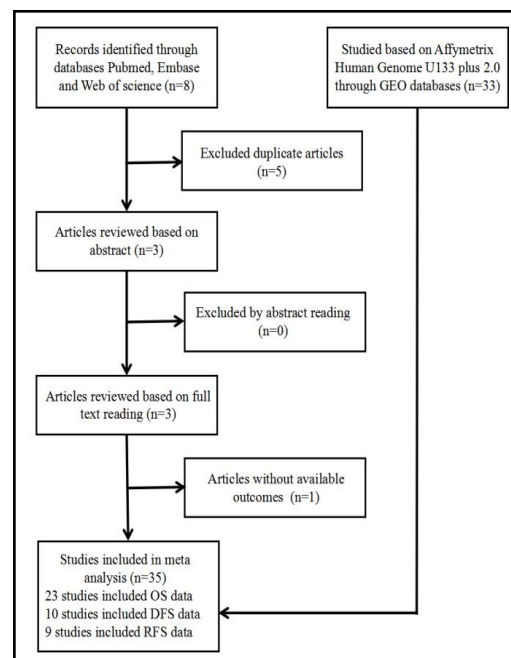 Records identified through
databases Pubmed, Embase
and Web of science (n=8)
Studied based on Affymetrix
Human Genome U133 plus 2.0
through GEO databases (n=33)
Excluded duplicate articles
(n=5)
Articles reviewed based on
abstract (n=3)
Excluded by abstract reading
(n=0)
Articles reviewed based on full
text reading (n=3)
Articles without available
outcomes (n=1)
Studies included in meta
analysis (n=35)
23 studies included OS data
10 studies included DFS data
9 studies included RFS data